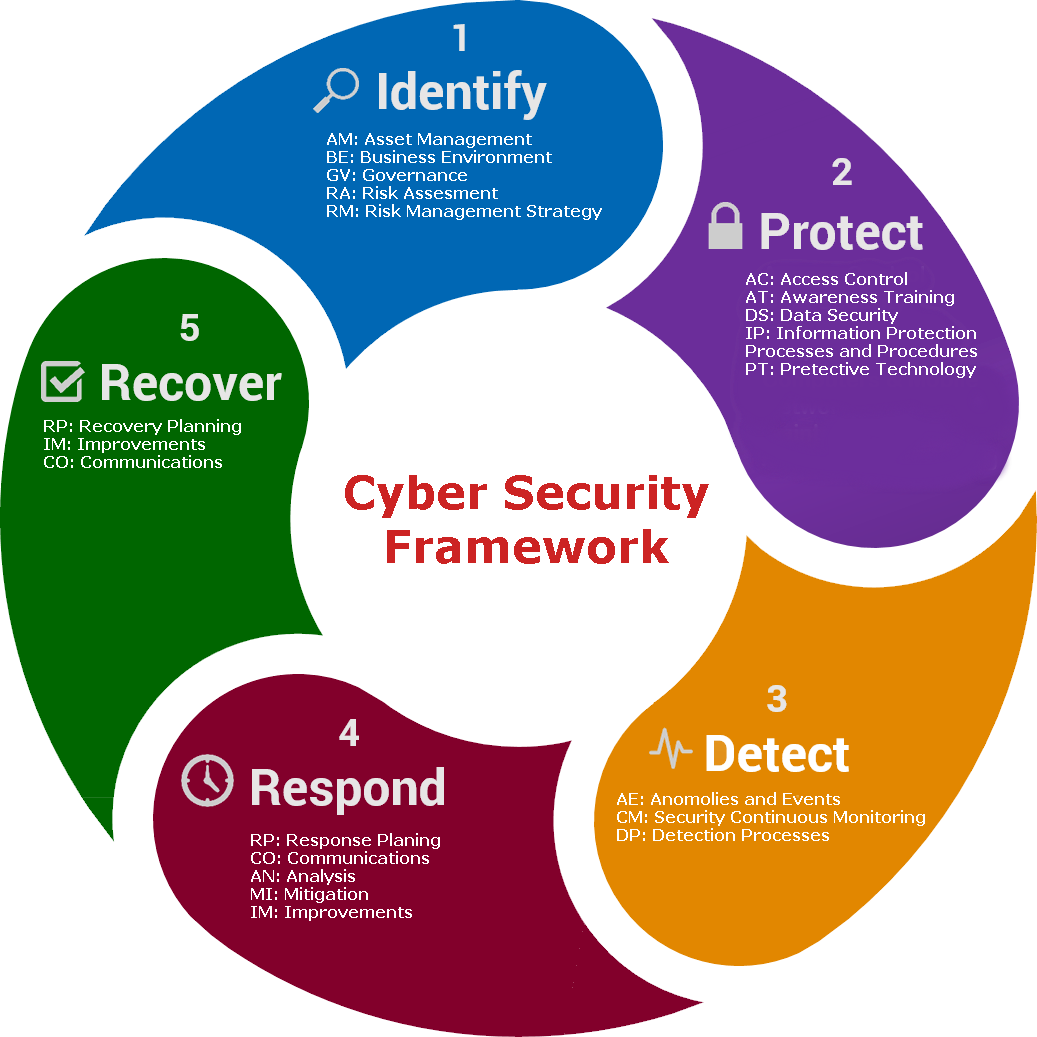 1
Identify
AM: Asset Management
BE: Business Environment
GV: Governance
RA: Risk Assesment
RM: Risk Management Strategy
2
Protect
AC: Access Control
AT: Awareness Training
DS: Data Security
IP: Information Protection
Processes and Procedures
PT: Pretective Technology
3
Detect
AE: Anomolies and Events
CM: Security Continuous Monitoring
DP: Detection Processes
4
Respond
RP: Response Planing
CO: Communications
AN: Analysis
MI: Mitigation
IM: Improvements
5
Recover
RP: Recovery Planning
IM: Improvements
CO: Communications
Cyber Security
Framework